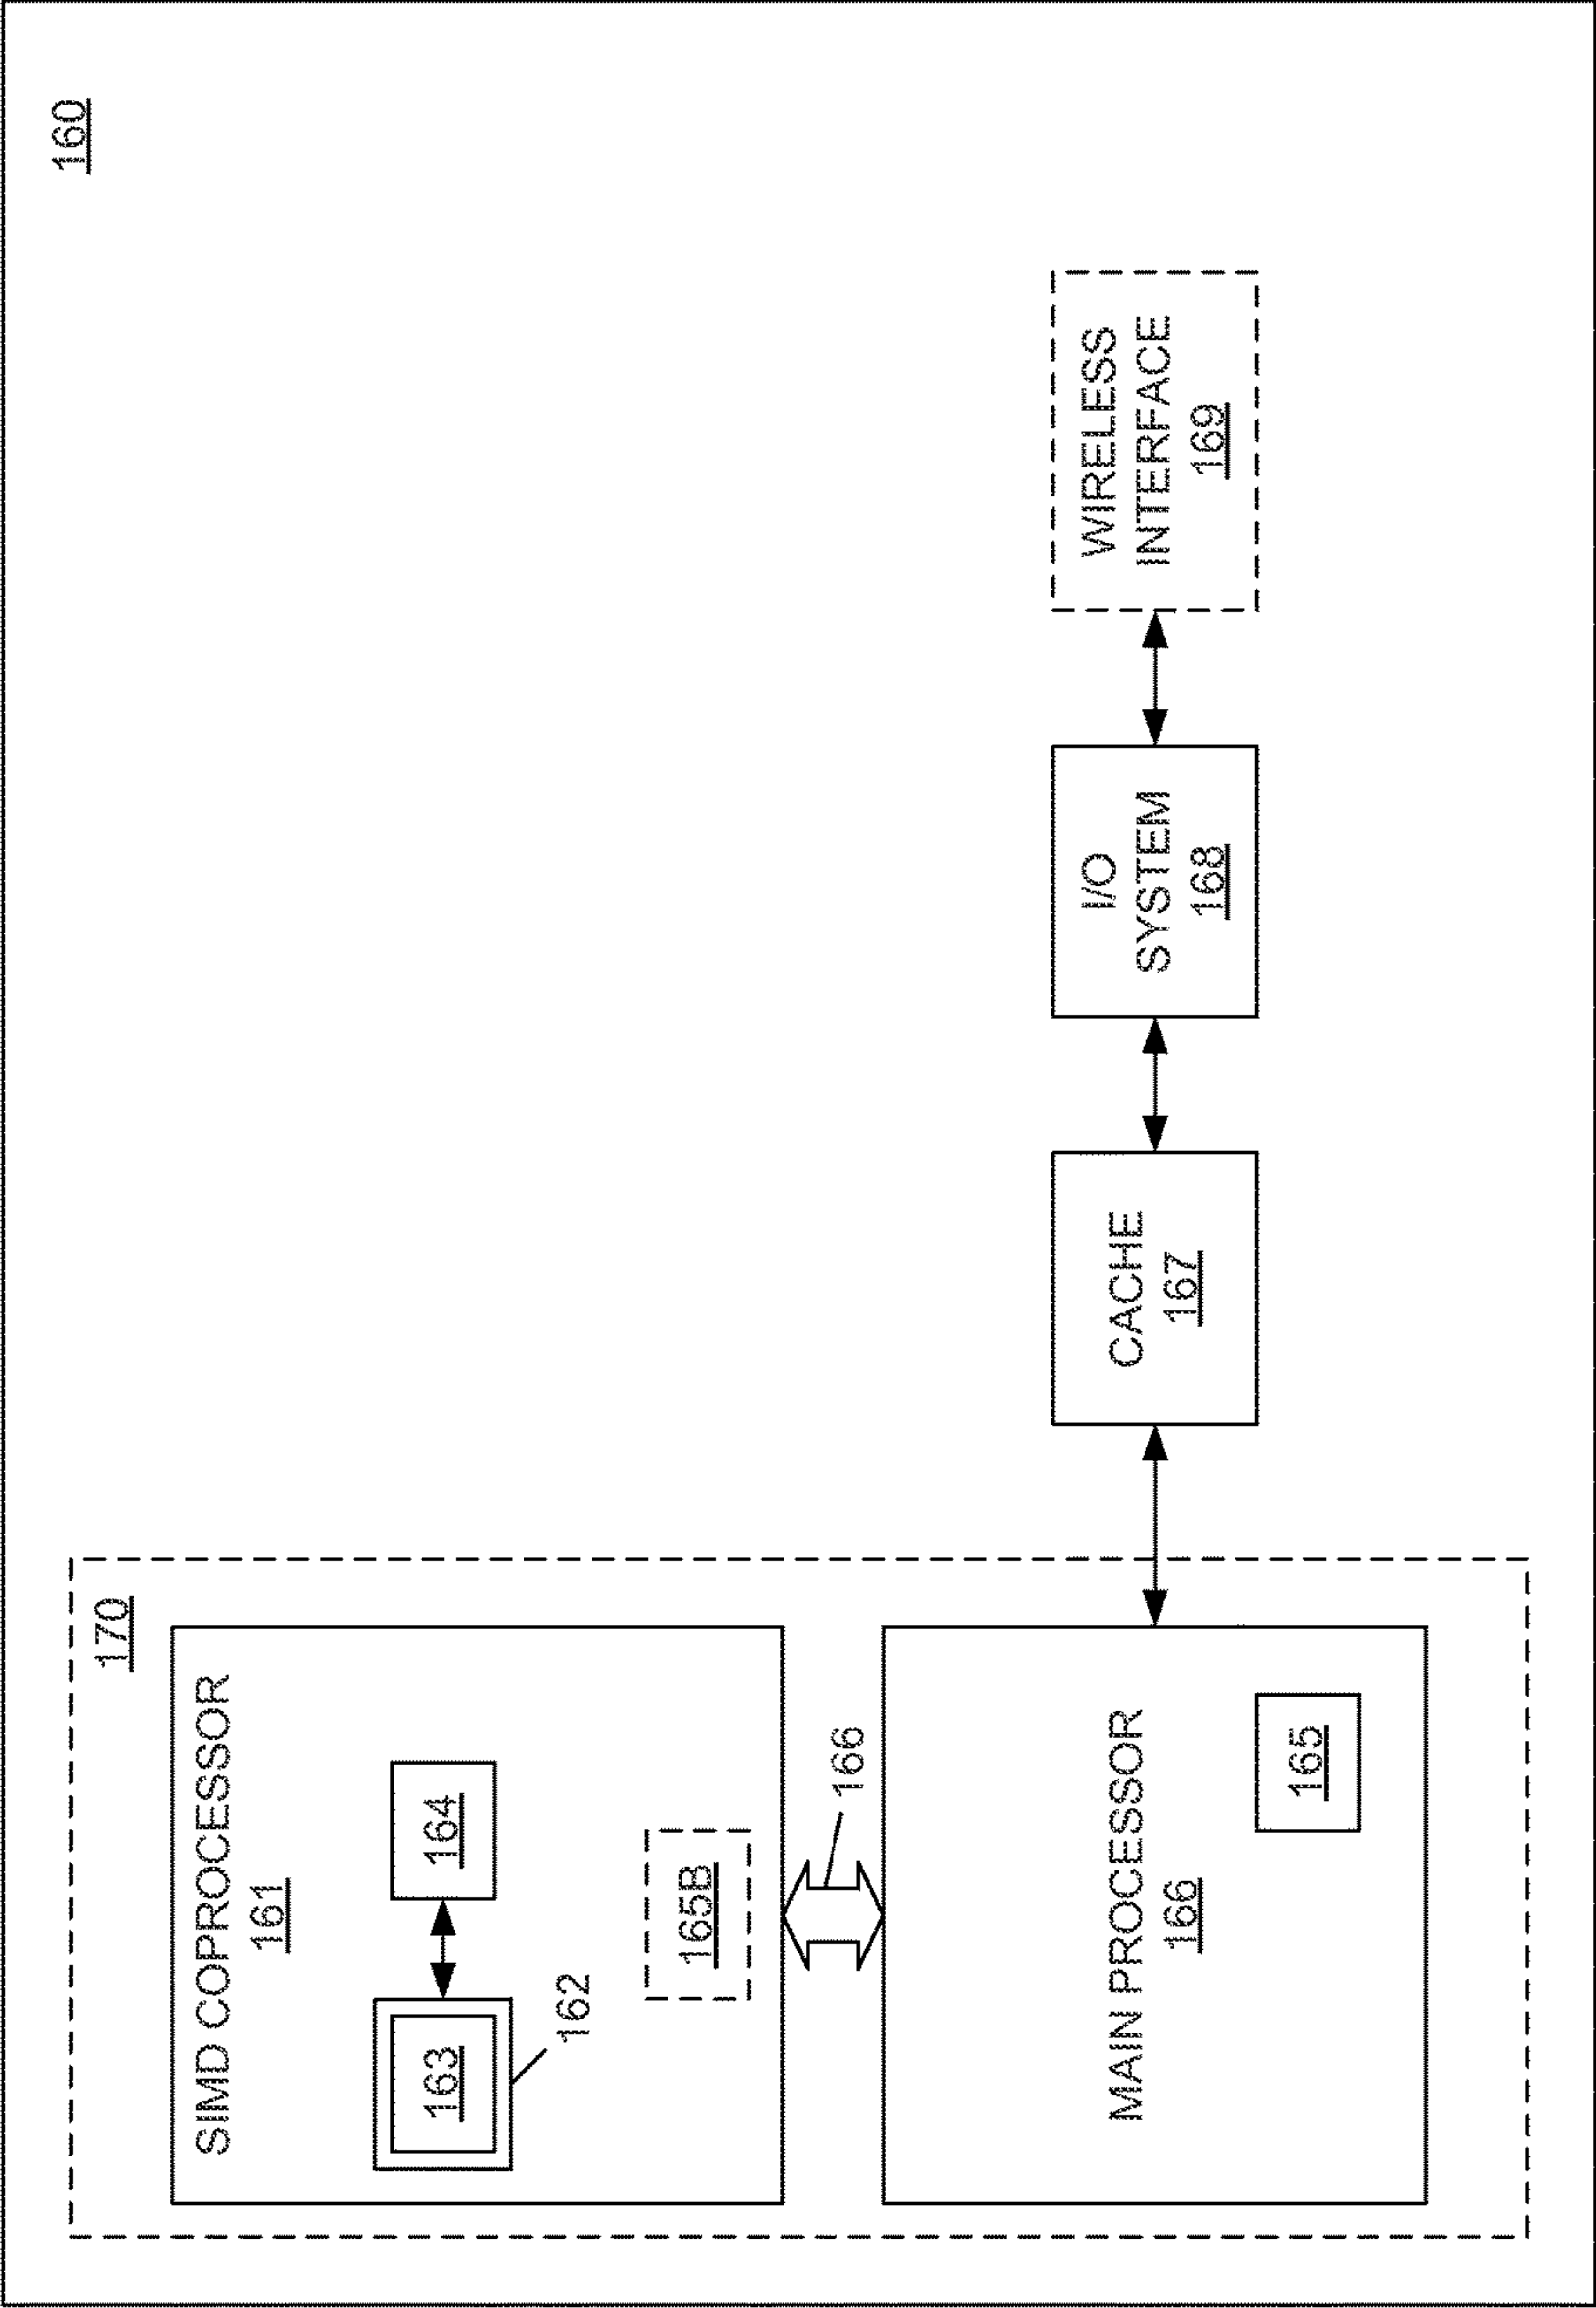 160
170
SIMD COPROCESSOR
161
163
164
162
165B
166
MAIN PROCESSOR
166
165
CACHE
167
I/O
SYSTEM
168
WIRELESS
INTERFACE
169